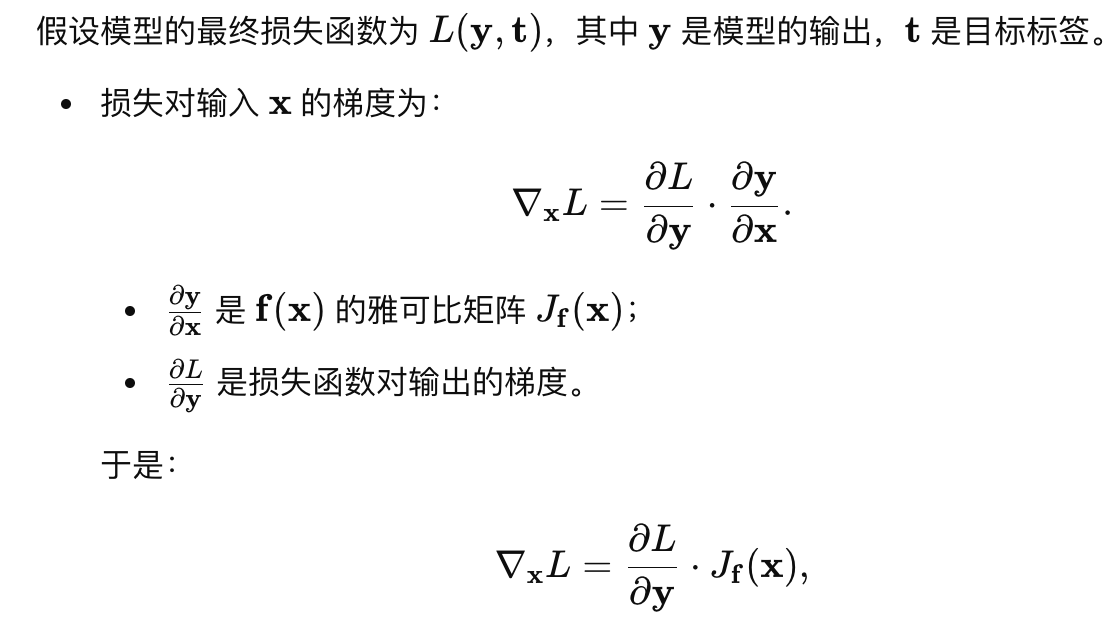 假设模型的最终损失函数为 $L(\mathbf{y}, \mathbf{t})$，其中 $\mathbf{y}$ 是模型的输出，$\mathbf{t}$ 是目标标签。
• 损失对输入 $\mathbf{x}$ 的梯度为：
$\nabla_{\mathbf{x}} L = \frac{\partial L}{\partial \mathbf{y}} \cdot \frac{\partial \mathbf{y}}{\partial \mathbf{x}}.$
• $\frac{\partial \mathbf{y}}{\partial \mathbf{x}}$ 是 $\mathbf{f}(\mathbf{x})$ 的雅可比矩阵 $J_{\mathbf{f}}(\mathbf{x})$；
• $\frac{\partial L}{\partial \mathbf{y}}$ 是损失函数对输出的梯度。
于是：
$\nabla_{\mathbf{x}} L = \frac{\partial L}{\partial \mathbf{y}} \cdot J_{\mathbf{f}}(\mathbf{x}),$